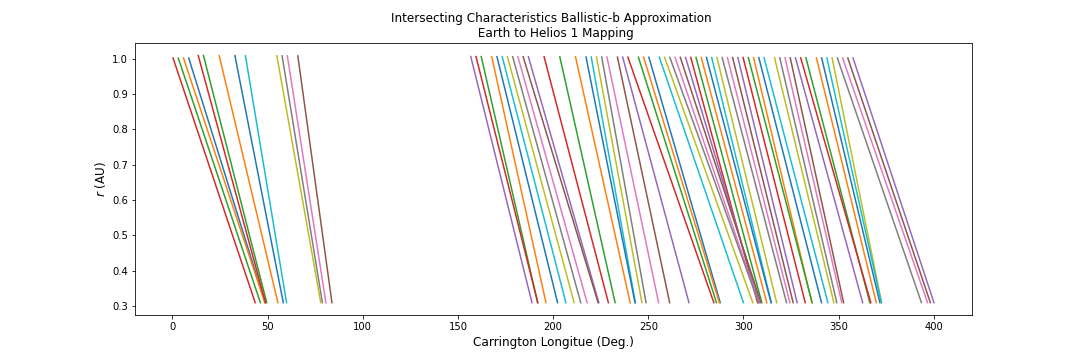 Intersecting Characteristics Ballistic-b Approximation
Earth to Helios 1 Mapping
1.0
0.9
0.8
0.7
0.6
0.5
0.4
0.3
r (AU)
0 50 100 150 200 250 300 350 400
Carrington Longitue (Deg.)